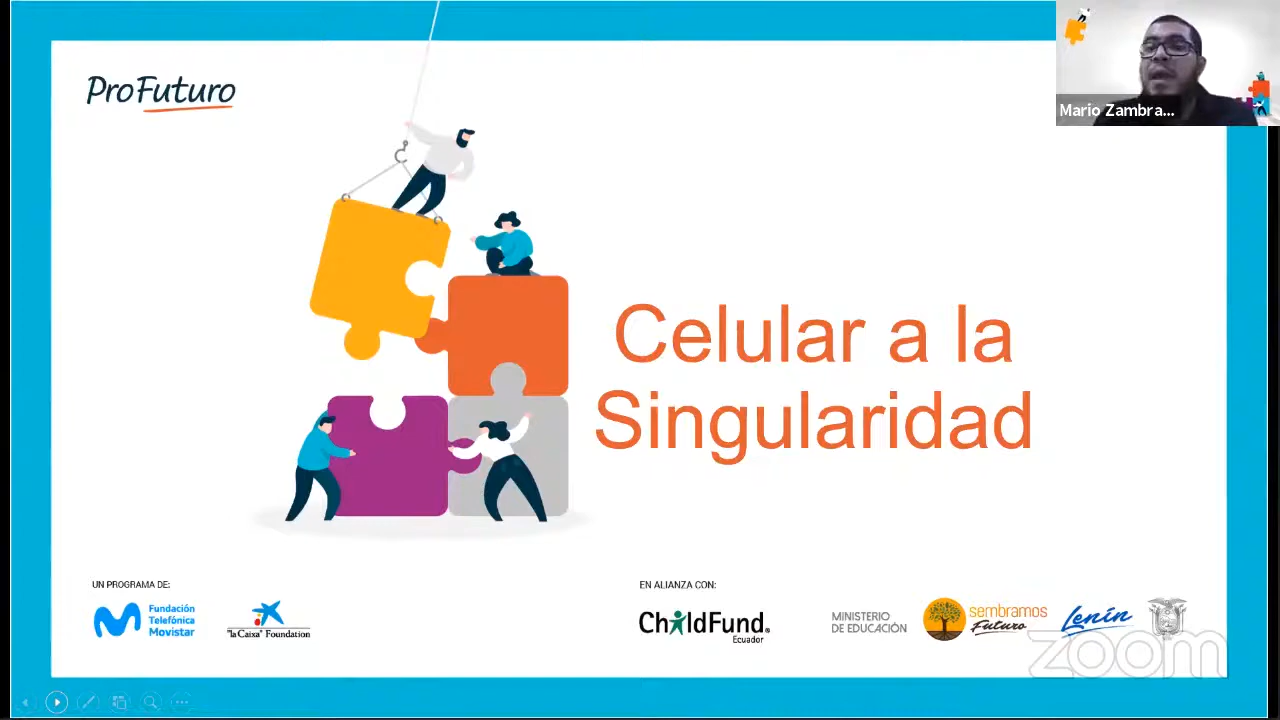 ProFuturo
Mario Zambra...
Celular a la
Singularidad
UN PROGRAMA DE:
Fundación
Telefónica
Movistar
"la Caixa" Foundation
EN ALIANZA CON:
ChildFund®
Ecuador
MINISTERIO
DE EDUCACIÓN
sembramos
Futuro
Lenín
zoom